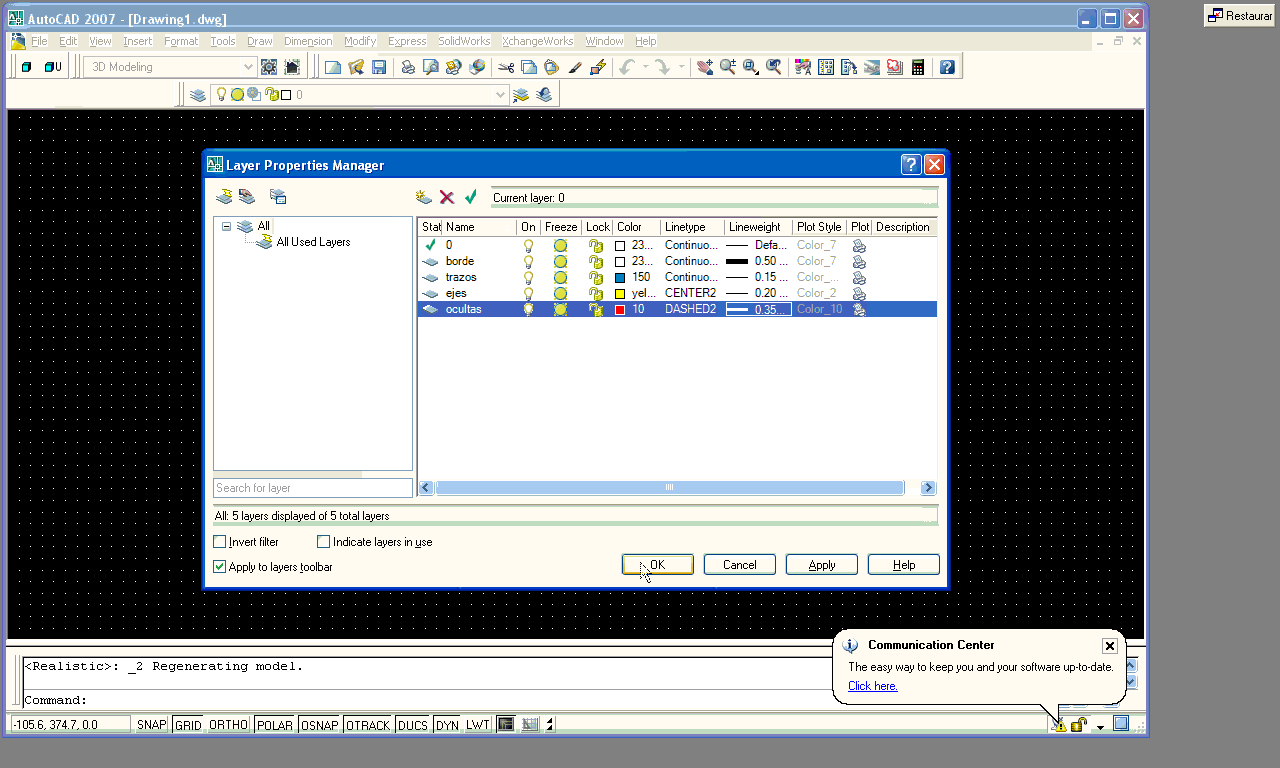 AutoCAD 2007 - [Drawing1.dwg]
Restaurar
File Edit View Insert Format Tools Draw Dimension Modify Express SolidWorks XchangeWorks Window Help
U 3D Modeling
0
Layer Properties Manager
Current layer: 0
All
All Used Layers
Stat Name On Freeze Lock Color Linetype Lineweight Plot Style Plot Description
0 23... Continuo... Defa... Color_7
borde 23... Continuo... 0.50 ... Color_7
trazos 150 Continuo... 0.15 ... Color_...
ejes yel... CENTER2 0.20 ... Color_2
ocultas 10 DASHED2 0.35... Color_10
Search for layer
All: 5 layers displayed of 5 total layers
Invert filter Indicate layers in use
Apply to layers toolbar
OK Cancel Apply Help
Communication Center
The easy way to keep you and your software up-to-date.
Click here.
<Realistic>: _2 Regenerating model.
Command:
-105.6, 374.7, 0.0 SNAP GRID ORTHO POLAR OSNAP OTRACK DUCS DYN LWT